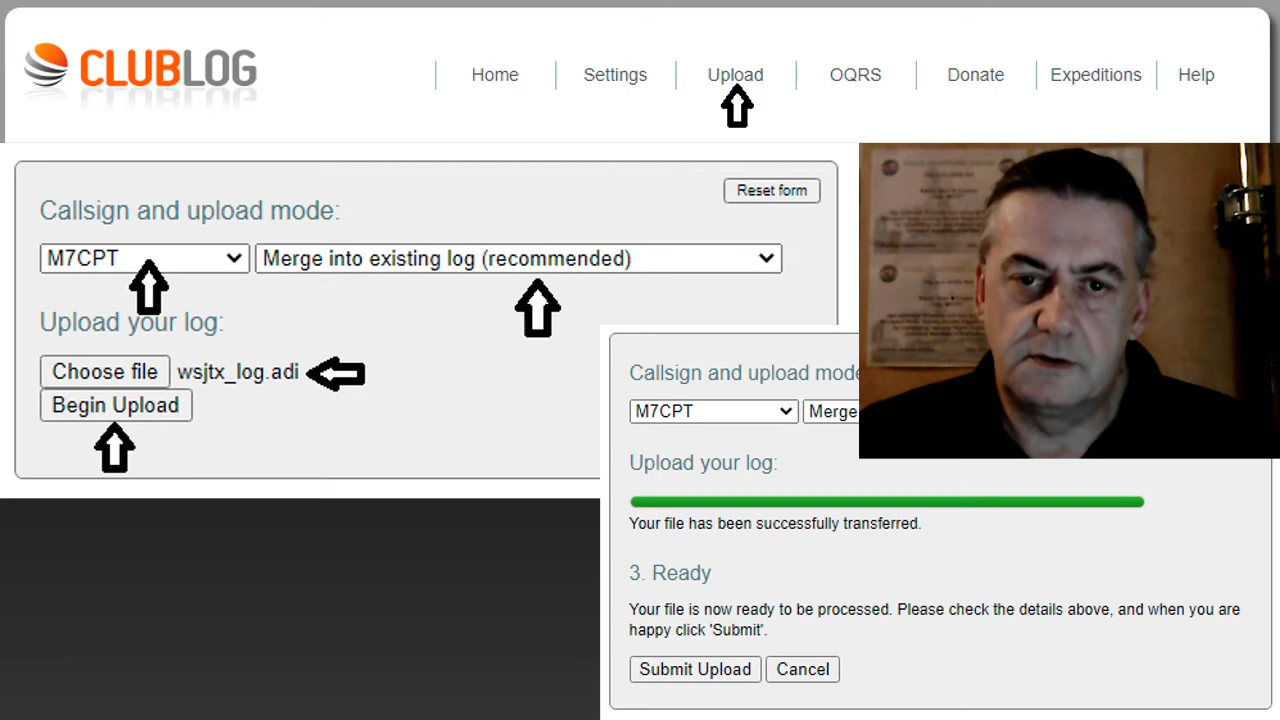 CLUBLOG
Home
Settings
Upload
OQRS
Donate
Expeditions
Help
Reset form
Callsign and upload mode:
M7CPT
Merge into existing log (recommended)
Upload your log:
Choose file wsjtx_log.adi
Begin Upload
Callsign and upload mode
M7CPT
Merge
Upload your log:
Your file has been successfully transferred.
3. Ready
Your file is now ready to be processed. Please check the details above, and when you are
happy click 'Submit'.
Submit Upload
Cancel